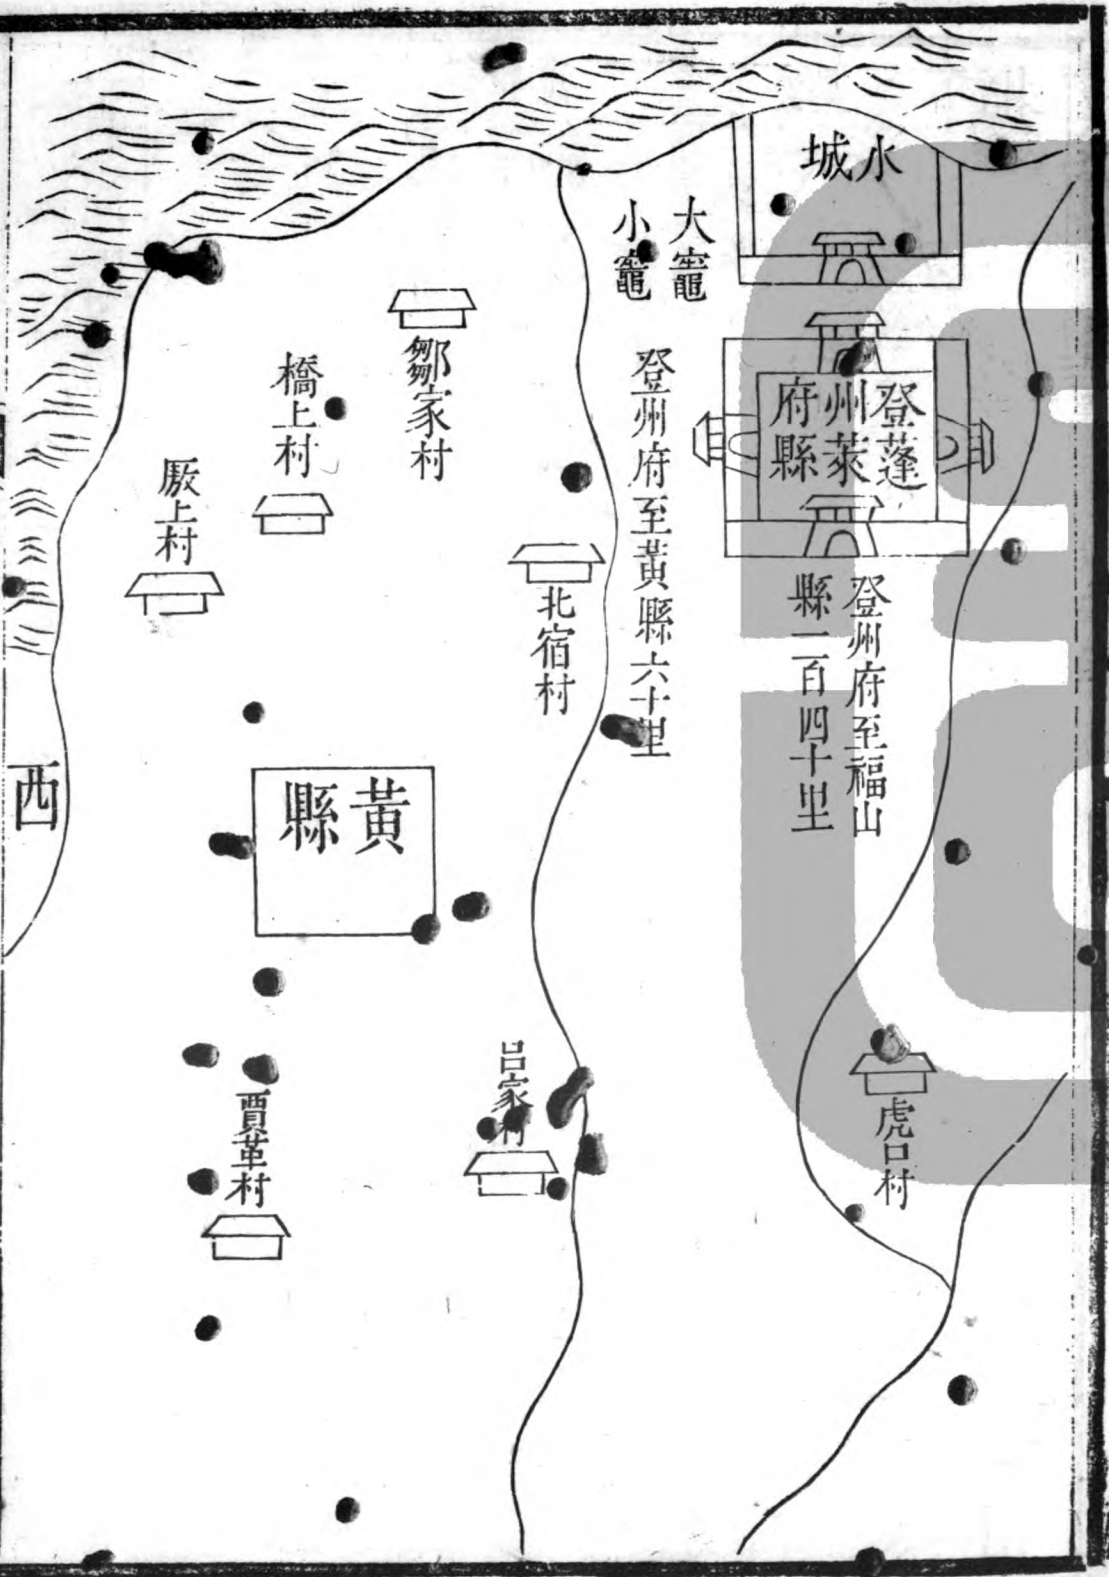 水城
登州府
蓬萊縣
登州府至福山
縣一百四十里
虎口村
大竈
小竈
登州府至黃縣六十里
北宿村
呂家村
鄒家村
橋上村
黃縣
賈革村
厫上村
西